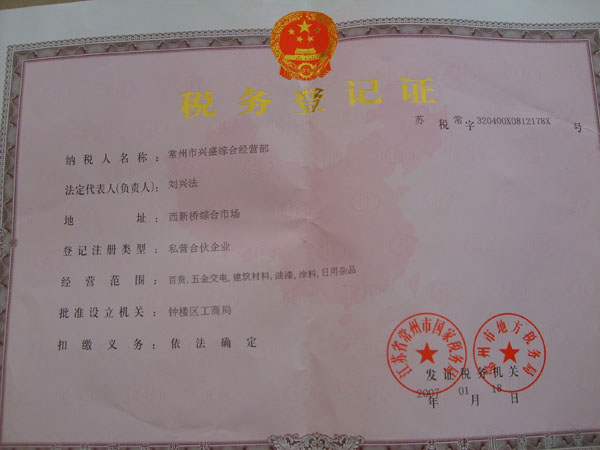 税务登记证
苏 税 常 字 320400X0812178X 号
纳税人名称: 常州市兴盛综合经营部
法定代表人(负责人): 刘兴法
地 址: 西新桥综合市场
登记注册类型: 私营合伙企业
经营范围: 百货,五金交电,建筑材料,油漆,涂料,日用杂品
批准设立机关: 钟楼区工商局
扣缴义务: 依法确定
江苏省常州市国家税务局
常州市地方税务局
发证税务机关
2007 年 01 月 18 日